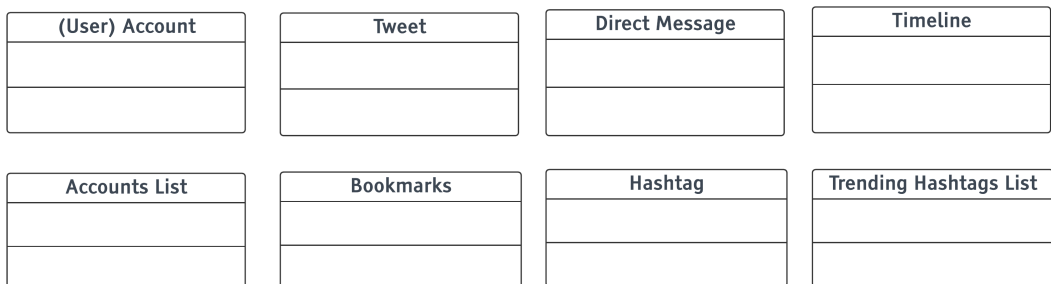 (User) Account
Tweet
Direct Message
Timeline
Accounts List
Bookmarks
Hashtag
Trending Hashtags List